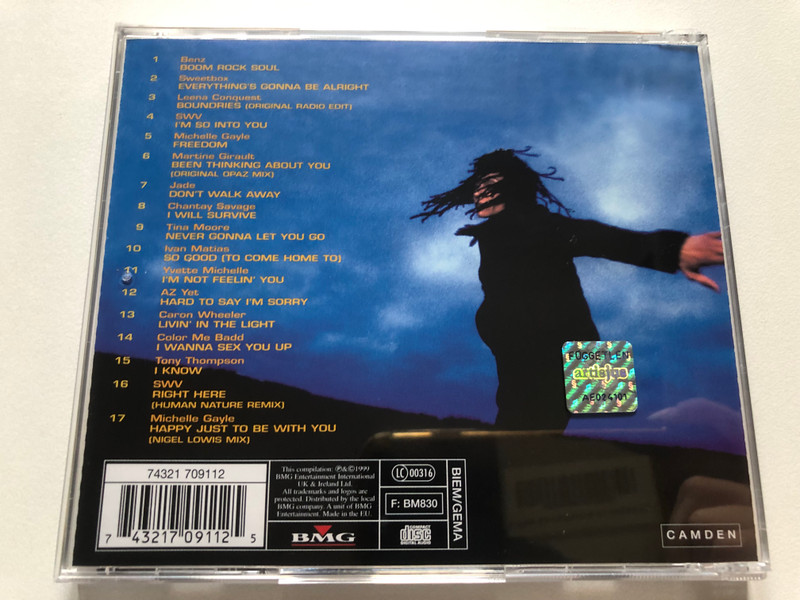 1 Benz
BOOM ROCK SOUL
2 Sweetbox
EVERYTHING'S GONNA BE ALRIGHT
3 Leena Conquest
BOUNDRIES (ORIGINAL RADIO EDIT)
4 SWV
I'M SO INTO YOU
5 Michelle Gayle
FREEDOM
6 Martine Girault
BEEN THINKING ABOUT YOU
(ORIGINAL OPAZ MIX)
7 Jade
DON'T WALK AWAY
8 Chantay Savage
I WILL SURVIVE
9 Tina Moore
NEVER GONNA LET YOU GO
10 Ivan Matias
SO GOOD (TO COME HOME TO)
11 Yvette Michelle
I'M NOT FEELIN' YOU
12 AZ Yet
HARD TO SAY I'M SORRY
13 Caron Wheeler
LIVIN' IN THE LIGHT
14 Color Me Badd
I WANNA SEX YOU UP
15 Tony Thompson
I KNOW
16 SWV
RIGHT HERE
(HUMAN NATURE REMIX)
17 Michelle Gayle
HAPPY JUST TO BE WITH YOU
(NIGEL LOWIS MIX)
FÜGGETLEN
artisjus
AE024101
74321 709112
7 43217 09112 5
This compilation: ℗&©1999
BMG Entertainment International
UK & Ireland Ltd.
All trademarks and logos are
protected. Distributed by the local
BMG company. A unit of BMG
Entertainment. Made in the EU.
BMG
LC 00316
F: BM830
COMPACT
disc
DIGITAL AUDIO
BIEM/GEMA
CAMDEN